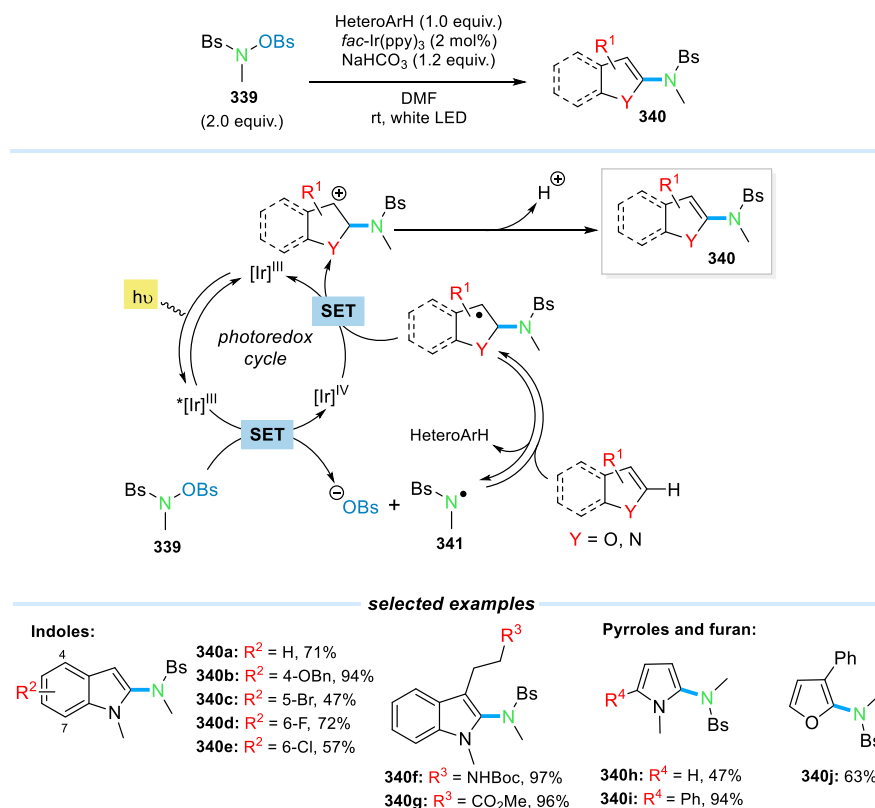 Bs OBs
N
339
(2.0 equiv.)
HeteroArH (1.0 equiv.)
fac-Ir(ppy)₃ (2 mol%)
NaHCO₃ (1.2 equiv.)
DMF
rt, white LED
R¹ Bs
N
Y
340
R¹ ⊕ Bs
N
Y
H⊕
R¹ Bs
N
Y
340
[Ir]ᴵᴵᴵ
hυ
SET
R¹ • Bs
N
Y
photoredox
cycle
*[Ir]ᴵᴵᴵ
[Ir]ᴵⱽ
SET
HeteroArH
R¹
H
Y
Y = O, N
Bs OBs
N
339
⊖
OBs
+
Bs
N•
341
selected examples
Indoles:
4
R²
7
N
Bs
N
340a: R² = H, 71%
340b: R² = 4-OBn, 94%
340c: R² = 5-Br, 47%
340d: R² = 6-F, 72%
340e: R² = 6-Cl, 57%
R³
Bs
N
N
340f: R³ = NHBoc, 97%
340g: R³ = CO₂Me, 96%
Pyrroles and furan:
R⁴
N
N
Bs
340h: R⁴ = H, 47%
340i: R⁴ = Ph, 94%
Ph
O
N
Bs
340j: 63%